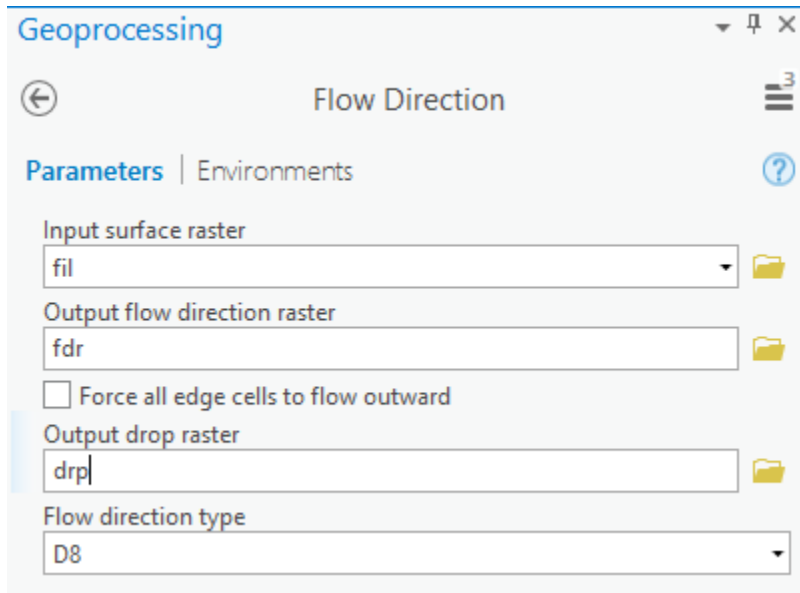 Geoprocessing
Flow Direction
3
Parameters | Environments
?
Input surface raster
fil
Output flow direction raster
fdr
Force all edge cells to flow outward
Output drop raster
drp
Flow direction type
D8